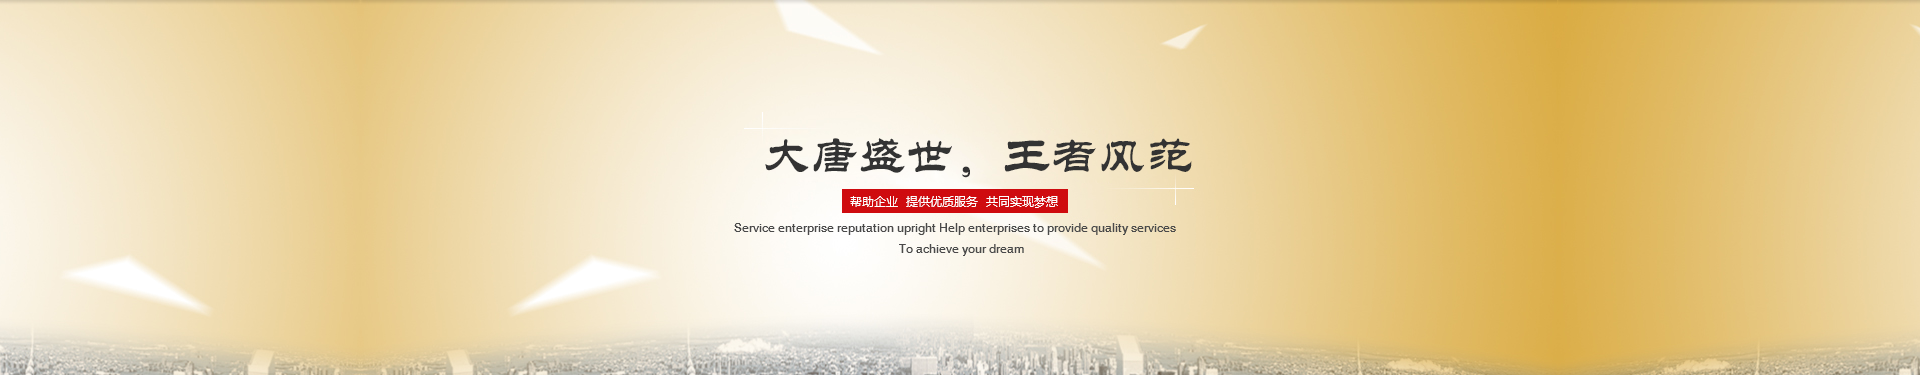 大唐盛世，王者风范
帮助企业 提供优质服务 共同实现梦想
Service enterprise reputation upright Help enterprises to provide quality services
To achieve your dream